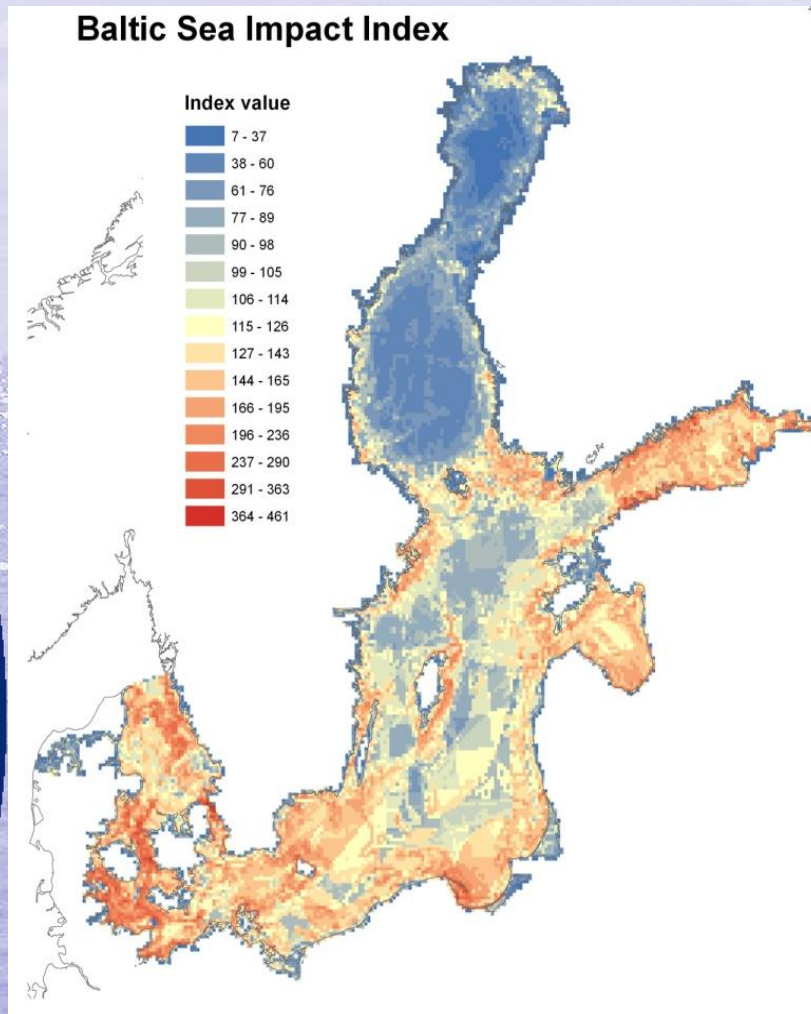 Baltic Sea Impact Index
Index value
7 - 37
38 - 60
61 - 76
77 - 89
90 - 98
99 - 105
106 - 114
115 - 126
127 - 143
144 - 165
166 - 195
196 - 236
237 - 290
291 - 363
364 - 461